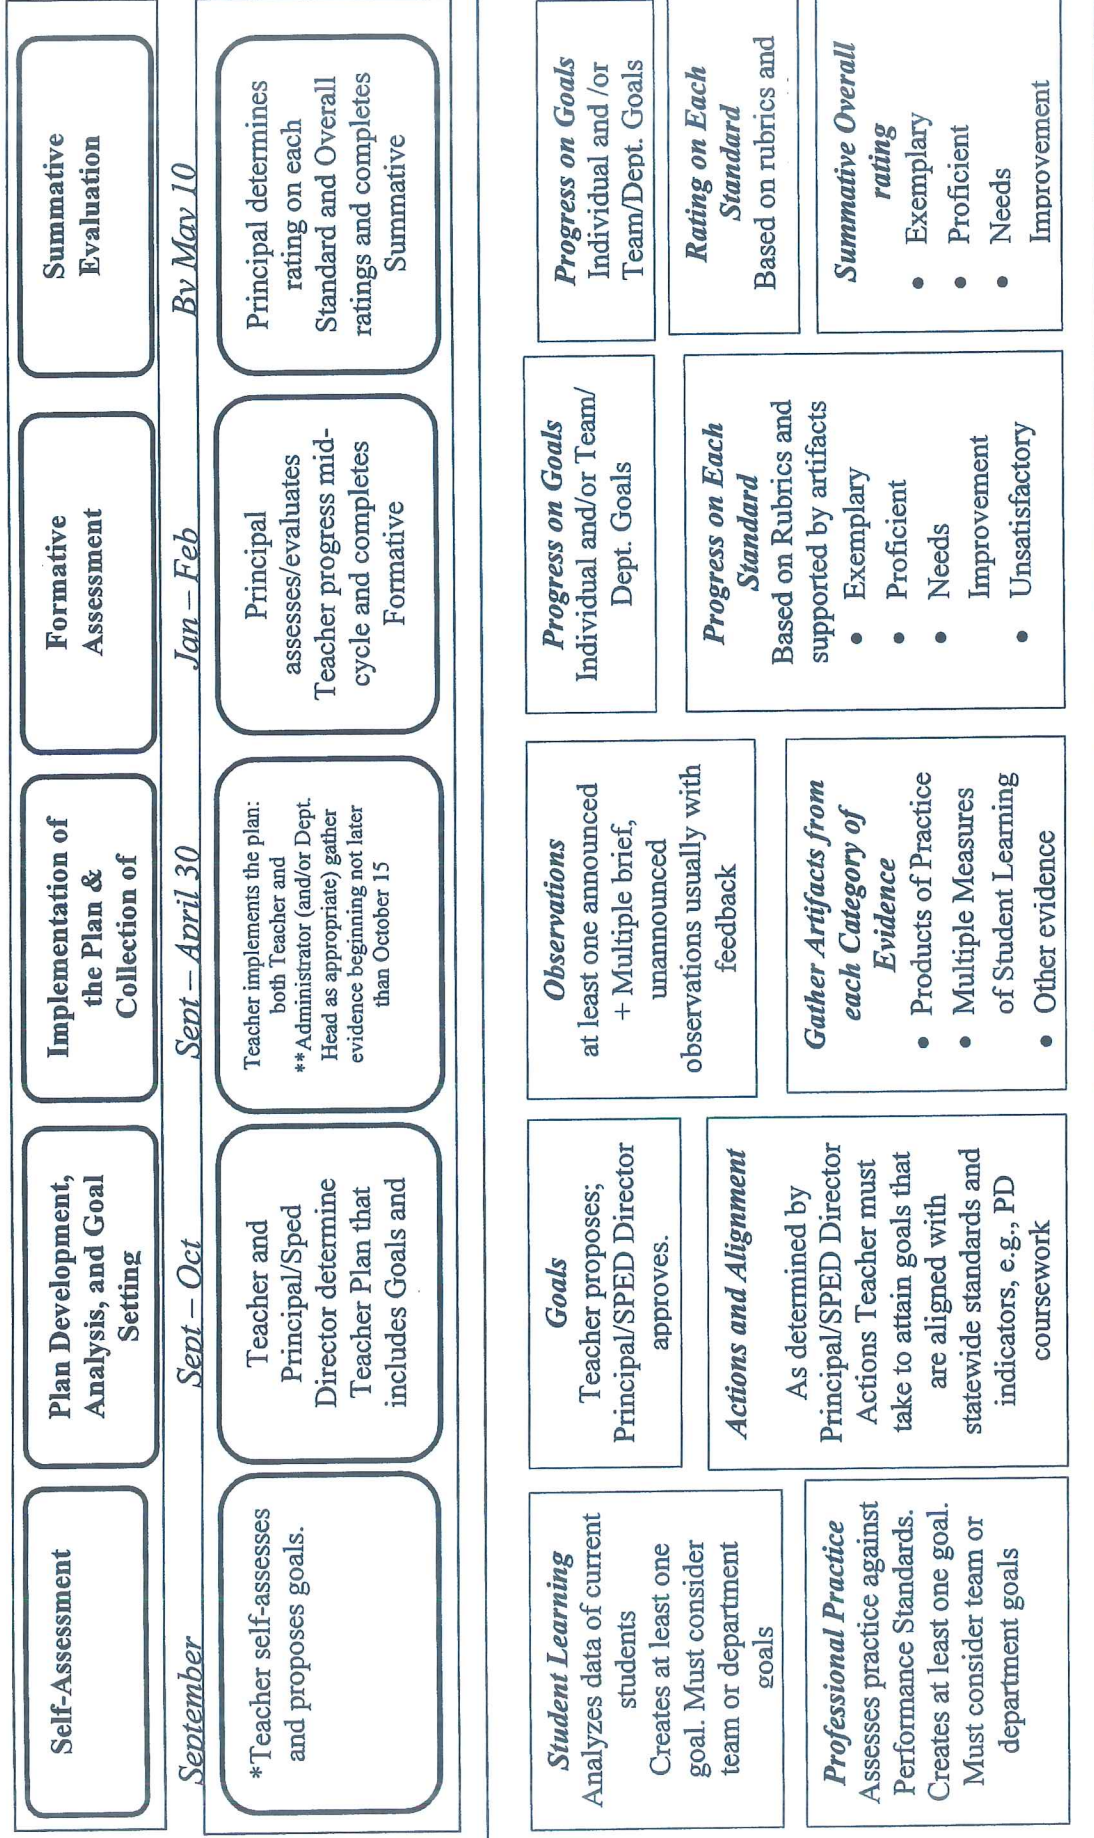 Self-Assessment
Plan Development,
Analysis, and Goal
Setting
Implementation of
the Plan &
Collection of
Formative
Assessment
Summative
Evaluation
September
Sept – Oct
Sept – April 30
Jan – Feb
By May 10
*Teacher self-assesses
and proposes goals.
Teacher and
Principal/Sped
Director determine
Teacher Plan that
includes Goals and
Teacher implements the plan:
both Teacher and
**Administrator (and/or Dept.
Head as appropriate) gather
evidence beginning not later
than October 15
Principal
assesses/evaluates
Teacher progress mid-
cycle and completes
Formative
Principal determines
rating on each
Standard and Overall
ratings and completes
Summative
Student Learning
Analyzes data of current
students
Creates at least one
goal. Must consider
team or department
goals
Professional Practice
Assesses practice against
Performance Standards.
Creates at least one goal.
Must consider team or
department goals
Goals
Teacher proposes;
Principal/SPED Director
approves.
Actions and Alignment
As determined by
Principal/SPED Director
Actions Teacher must
take to attain goals that
are aligned with
statewide standards and
indicators, e.g., PD
coursework
Observations
at least one announced
+ Multiple brief,
unannounced
observations usually with
feedback
Gather Artifacts from
each Category of
Evidence
• Products of Practice
• Multiple Measures
of Student Learning
• Other evidence
Progress on Goals
Individual and/or Team/
Dept. Goals
Progress on Each
Standard
Based on Rubrics and
supported by artifacts
• Exemplary
• Proficient
• Needs
Improvement
• Unsatisfactory
Progress on Goals
Individual and /or
Team/Dept. Goals
Rating on Each
Standard
Based on rubrics and
Summative Overall
rating
• Exemplary
• Proficient
• Needs
Improvement